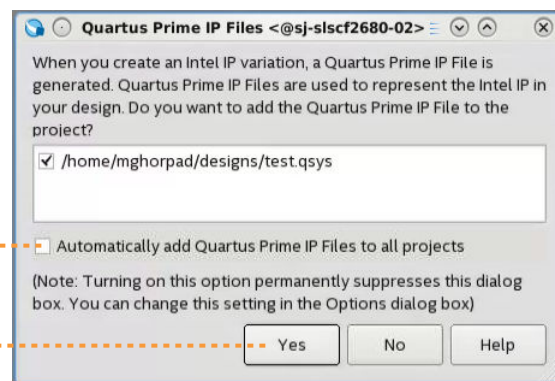 Quartus Prime IP Files <@sj-slscf2680-02>
When you create an Intel IP variation, a Quartus Prime IP File is
generated. Quartus Prime IP Files are used to represent the Intel IP in
your design. Do you want to add the Quartus Prime IP File to the
project?
/home/mghorpad/designs/test.qsys
Automatically add Quartus Prime IP Files to all projects
(Note: Turning on this option permanently suppresses this dialog
box. You can change this setting in the Options dialog box)
Yes No Help